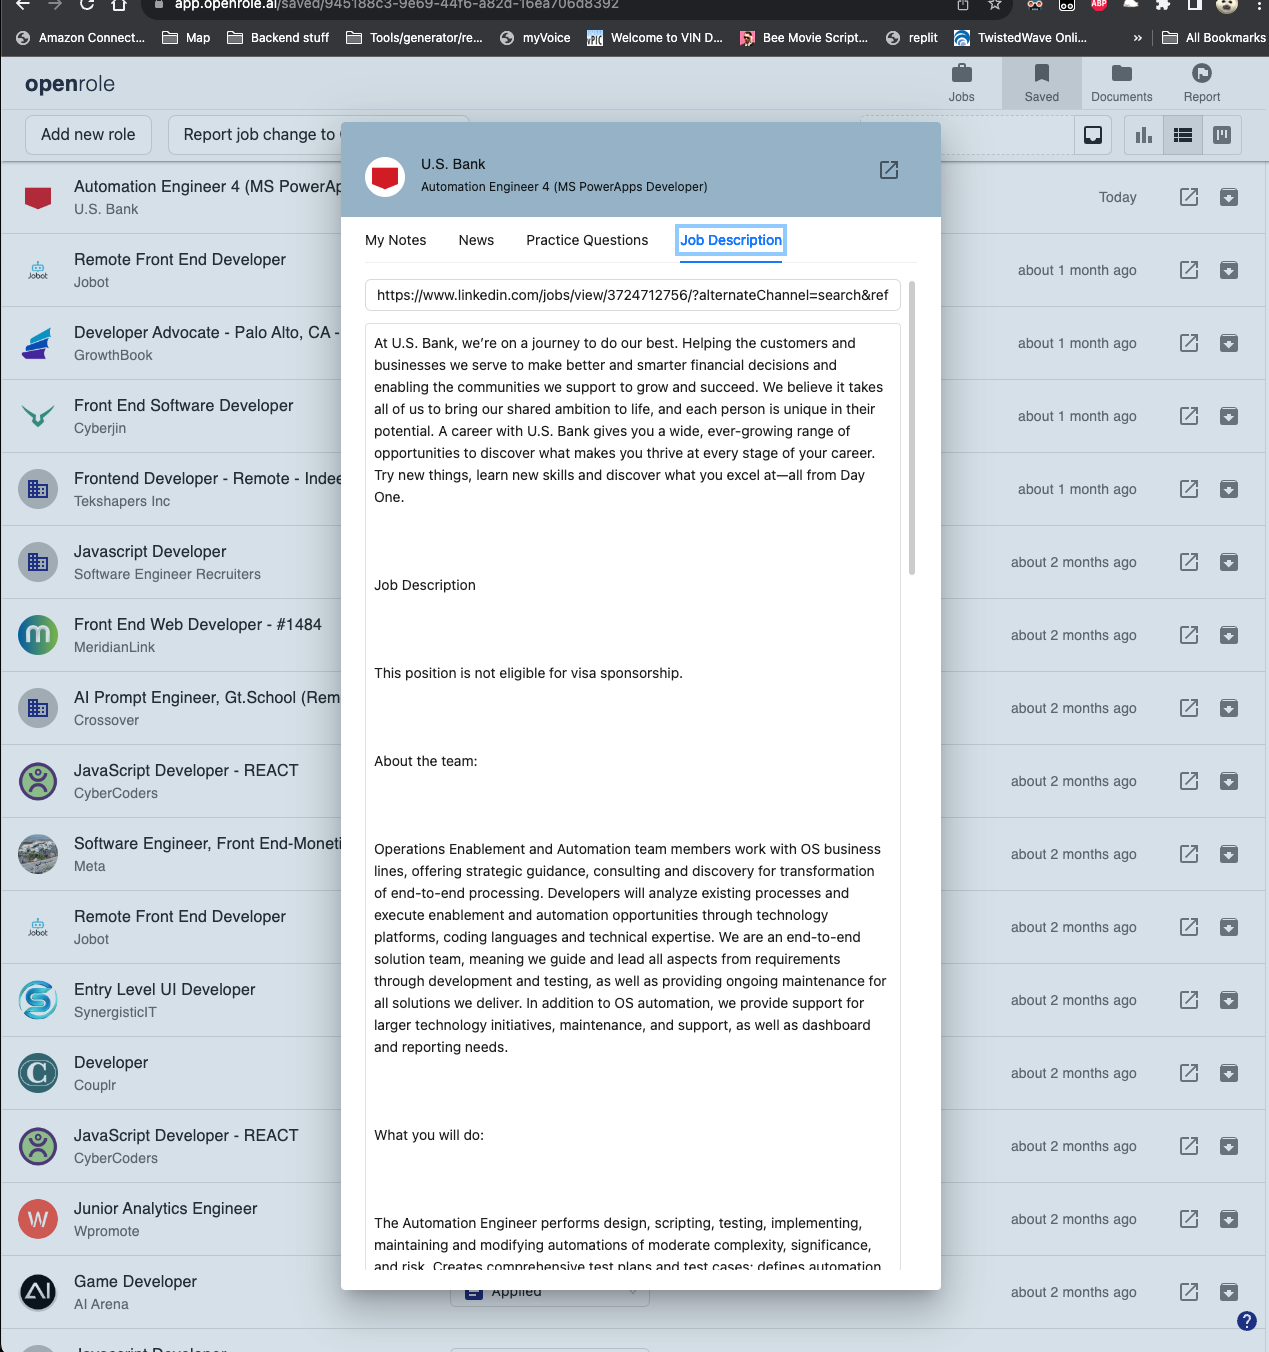 app.openrole.ai/saved/945188c3-9e69-44f6-a82d-16ea706d8392
ABP
Amazon Connect...
Map
Backend stuff
Tools/generator/re...
myVoice
Welcome to VIN D...
Bee Movie Script...
replit
TwistedWave Onli...
»
All Bookmarks
openrole
Jobs
Saved
Documents
Report
Add new role
Report job change to
U.S. Bank
Automation Engineer 4 (MS PowerApps Developer)
My Notes
News
Practice Questions
Job Description
https://www.linkedin.com/jobs/view/3724712756/?alternateChannel=search&ref
At U.S. Bank, we’re on a journey to do our best. Helping the customers and
businesses we serve to make better and smarter financial decisions and
enabling the communities we support to grow and succeed. We believe it takes
all of us to bring our shared ambition to life, and each person is unique in their
potential. A career with U.S. Bank gives you a wide, ever-growing range of
opportunities to discover what makes you thrive at every stage of your career.
Try new things, learn new skills and discover what you excel at—all from Day
One.
Job Description
This position is not eligible for visa sponsorship.
About the team:
Operations Enablement and Automation team members work with OS business
lines, offering strategic guidance, consulting and discovery for transformation
of end-to-end processing. Developers will analyze existing processes and
execute enablement and automation opportunities through technology
platforms, coding languages and technical expertise. We are an end-to-end
solution team, meaning we guide and lead all aspects from requirements
through development and testing, as well as providing ongoing maintenance for
all solutions we deliver. In addition to OS automation, we provide support for
larger technology initiatives, maintenance, and support, as well as dashboard
and reporting needs.
What you will do:
The Automation Engineer performs design, scripting, testing, implementing,
maintaining and modifying automations of moderate complexity, significance,
and risk. Creates comprehensive test plans and test cases; defines automation
Automation Engineer 4 (MS PowerAp
U.S. Bank
Today
Jobot
Remote Front End Developer
Jobot
about 1 month ago
Developer Advocate - Palo Alto, CA -
GrowthBook
about 1 month ago
Front End Software Developer
Cyberjin
about 1 month ago
Frontend Developer - Remote - Inde
Tekshapers Inc
about 1 month ago
Javascript Developer
Software Engineer Recruiters
about 2 months ago
m
Front End Web Developer - #1484
MeridianLink
about 2 months ago
AI Prompt Engineer, Gt.School (Rem
Crossover
about 2 months ago
JavaScript Developer - REACT
CyberCoders
about 2 months ago
Software Engineer, Front End-Moneti
Meta
about 2 months ago
Jobot
Remote Front End Developer
Jobot
about 2 months ago
S
Entry Level UI Developer
SynergisticIT
about 2 months ago
C
Developer
Couplr
about 2 months ago
JavaScript Developer - REACT
CyberCoders
about 2 months ago
W
Junior Analytics Engineer
Wpromote
about 2 months ago
AI
Game Developer
AI Arena
Applied
about 2 months ago
?
Javascript Developer